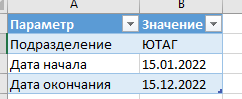 A B
Параметр Значение
Подразделение ЮТАГ
Дата начала 15.01.2022
Дата окончания 15.12.2022